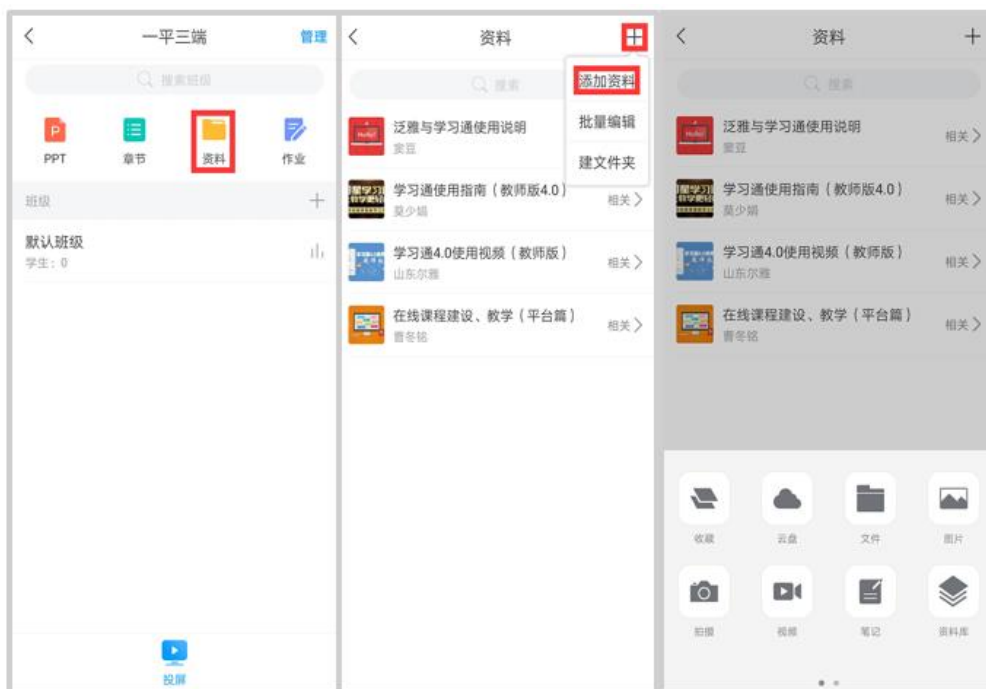 一平三端
管理
搜索班级
PPT
章节
资料
作业
班级
默认班级
学生：0
投屏
资料
搜索
添加资料
批量编辑
建文件夹
泛雅与学习通使用说明
学习通使用指南（教师版4.0）
莫少娟
相关
学习通4.0使用视频（教师版）
山东尔雅
相关
在线课程建设、教学（平台篇）
曹冬铭
相关
资料
搜索
泛雅与学习通使用说明
相关
学习通使用指南（教师版4.0）
莫少娟
相关
学习通4.0使用视频（教师版）
山东尔雅
相关
在线课程建设、教学（平台篇）
曹冬铭
相关
收藏
云盘
文件
图片
拍摄
视频
笔记
资料库